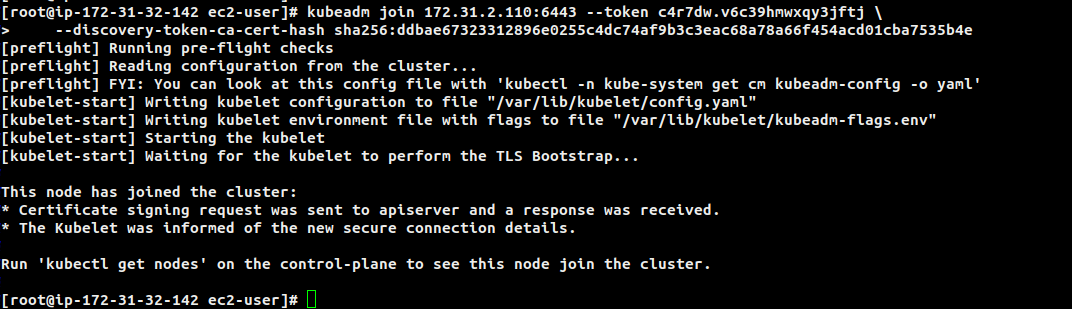 [root@ip-172-31-32-142 ec2-user]# kubeadm join 172.31.2.110:6443 --token c4r7dw.v6c39hmwxqy3jftj \
>     --discovery-token-ca-cert-hash sha256:ddbae67323312896e0255c4dc74af9b3c3eac68a78a66f454acd01cba7535b4e
[preflight] Running pre-flight checks
[preflight] Reading configuration from the cluster...
[preflight] FYI: You can look at this config file with 'kubectl -n kube-system get cm kubeadm-config -o yaml'
[kubelet-start] Writing kubelet configuration to file "/var/lib/kubelet/config.yaml"
[kubelet-start] Writing kubelet environment file with flags to file "/var/lib/kubelet/kubeadm-flags.env"
[kubelet-start] Starting the kubelet
[kubelet-start] Waiting for the kubelet to perform the TLS Bootstrap...

This node has joined the cluster:
* Certificate signing request was sent to apiserver and a response was received.
* The Kubelet was informed of the new secure connection details.

Run 'kubectl get nodes' on the control-plane to see this node join the cluster.

[root@ip-172-31-32-142 ec2-user]#